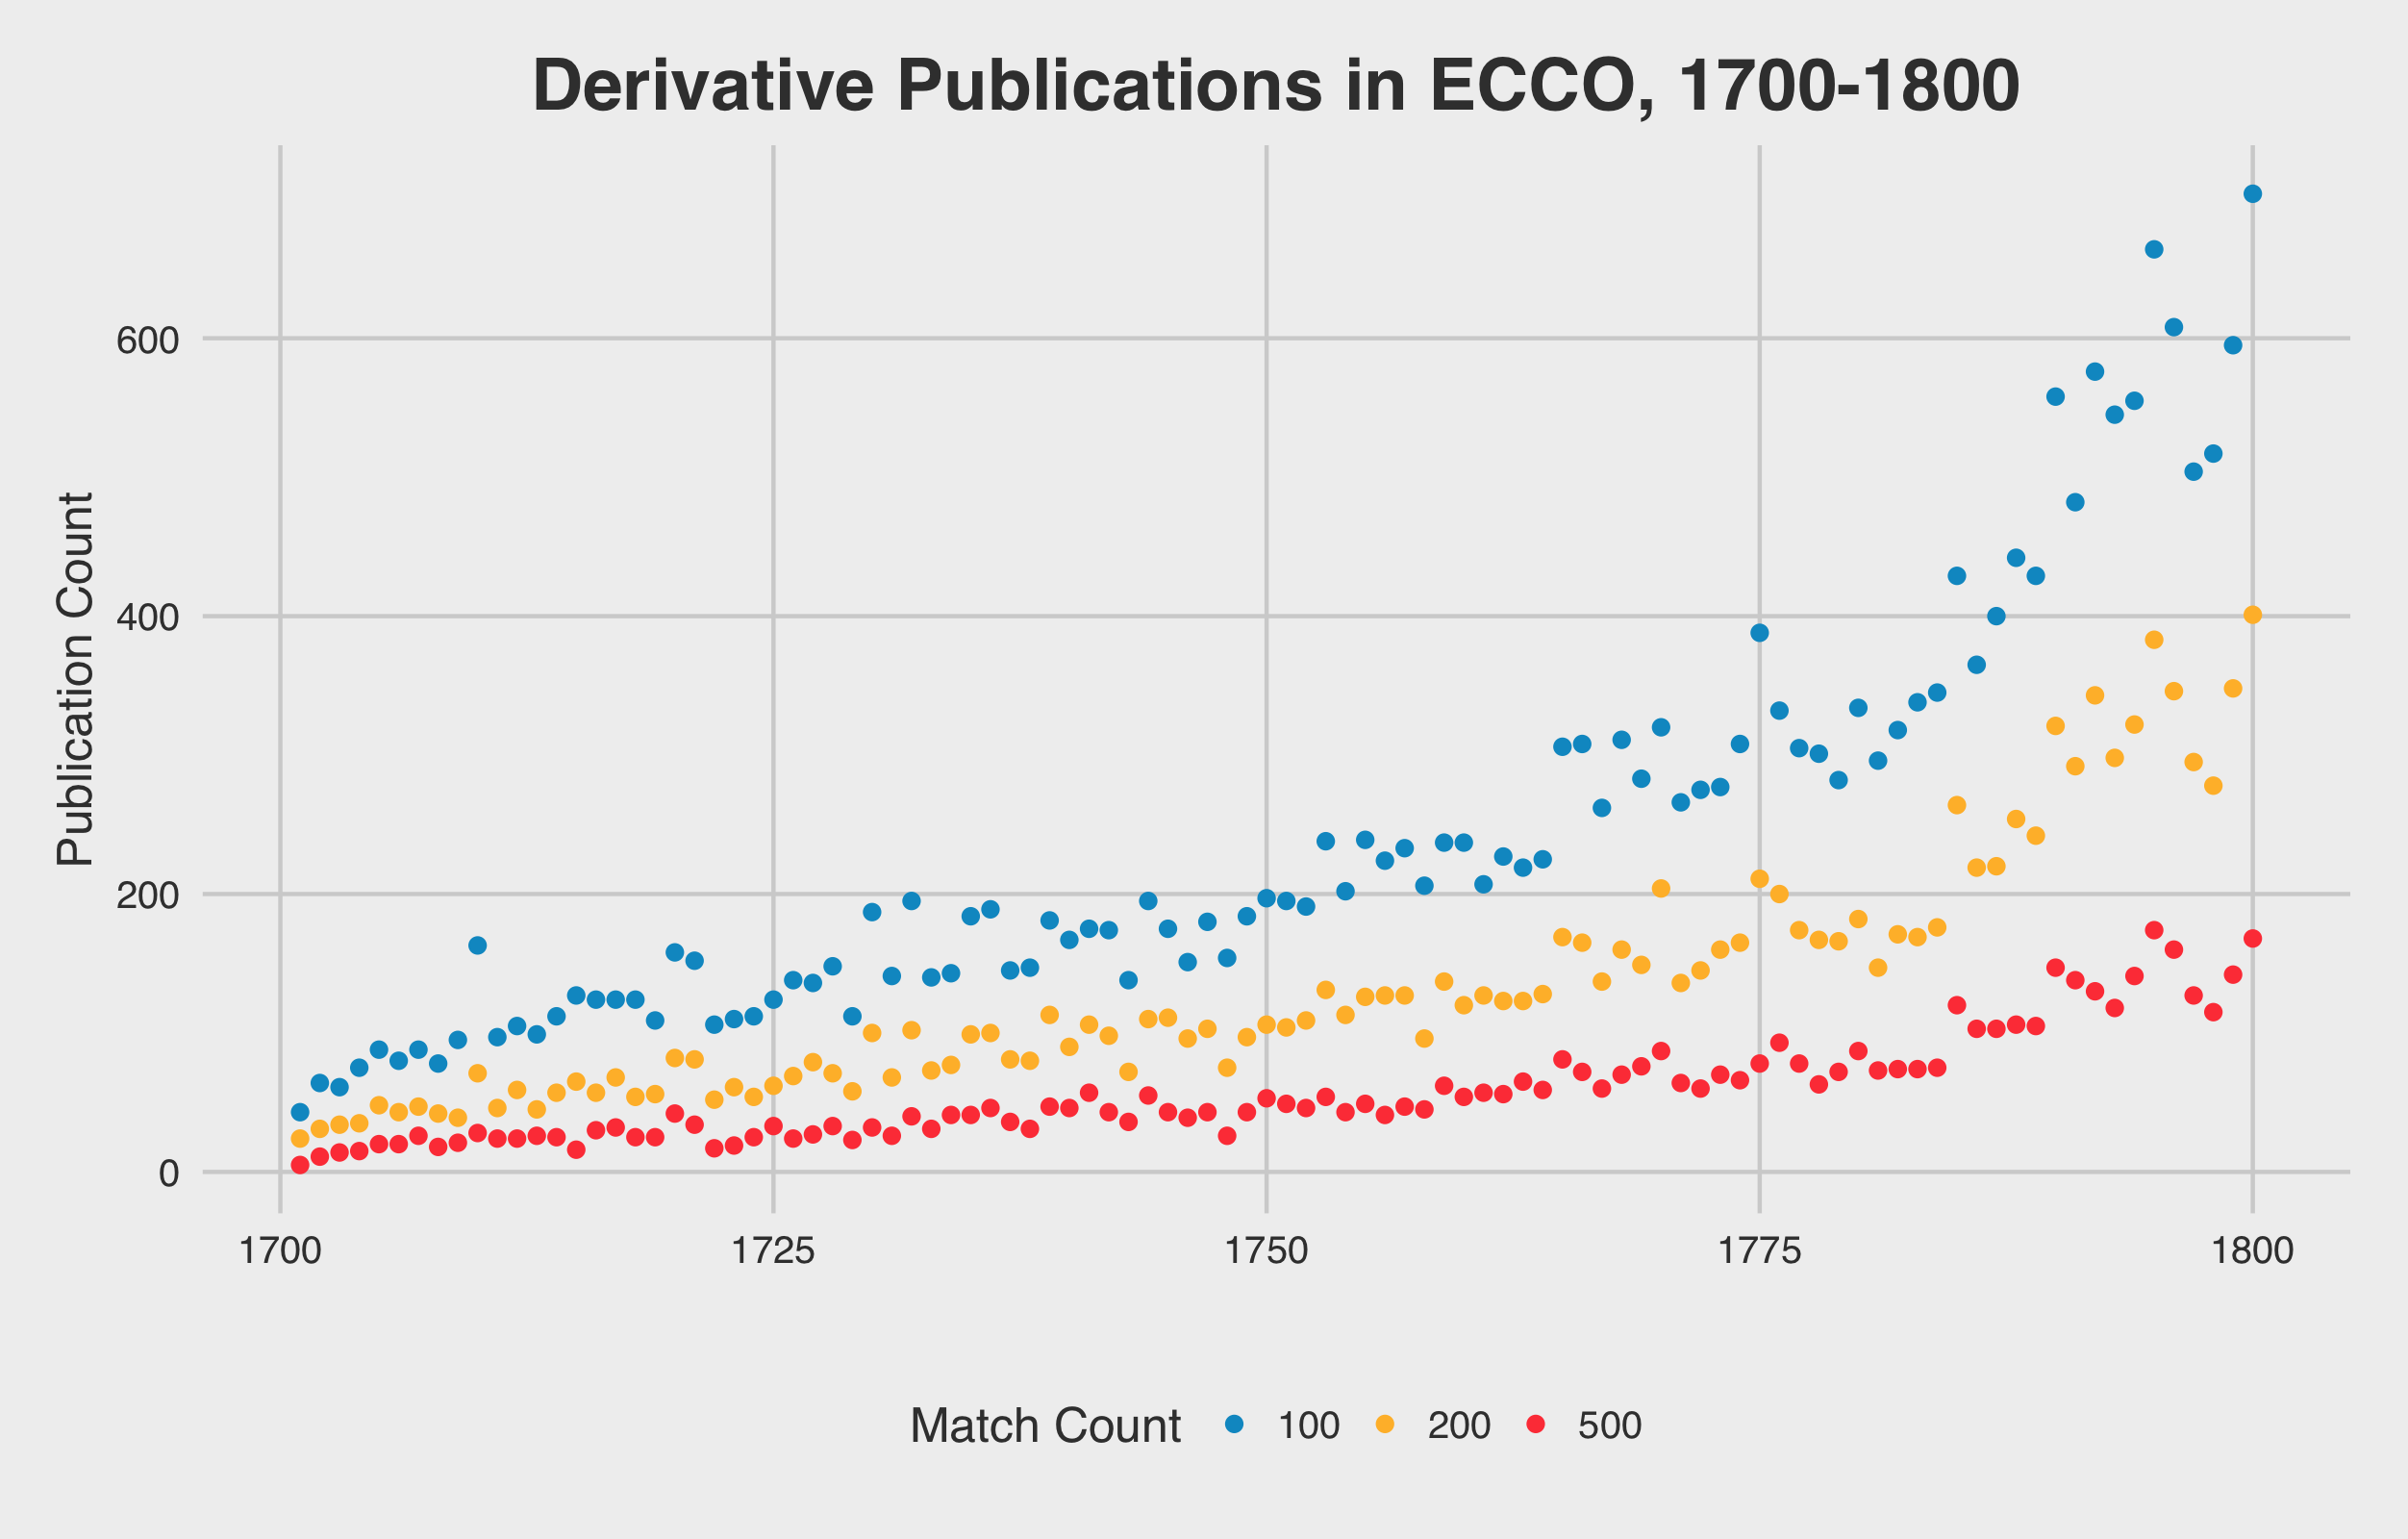 Derivative Publications in ECCO, 1700-1800
Publication Count
600
400
200
0
1700 1725 1750 1775 1800
Match Count 100 200 500